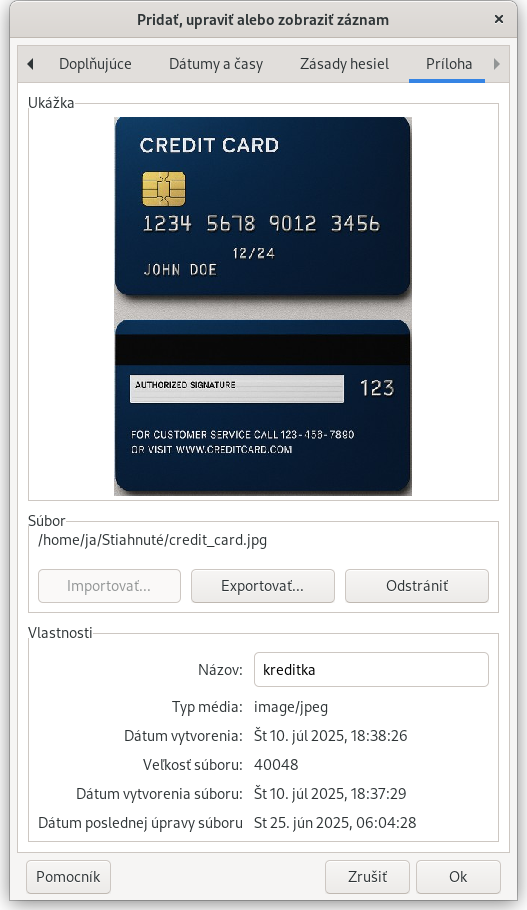 Pridať, upraviť alebo zobraziť záznam
Doplňujúce Dátumy a časy Zásady hesiel Príloha
Ukážka
CREDIT CARD
1234 5678 9012 3456
12/24
JOHN DOE
AUTHORIZED SIGNATURE
123
FOR CUSTOMER SERVICE CALL 123-456-7890
OR VISIT WWW.CREDITCARD.COM
Súbor
/home/ja/Stiahnuté/credit_card.jpg
Importovať... Exportovať... Odstrániť
Vlastnosti
Názov: kreditka
Typ média: image/jpeg
Dátum vytvorenia: Št 10. júl 2025, 18:38:26
Veľkosť súboru: 40048
Dátum vytvorenia súboru: Št 10. júl 2025, 18:37:29
Dátum poslednej úpravy súboru St 25. jún 2025, 06:04:28
Pomocník Zrušiť Ok